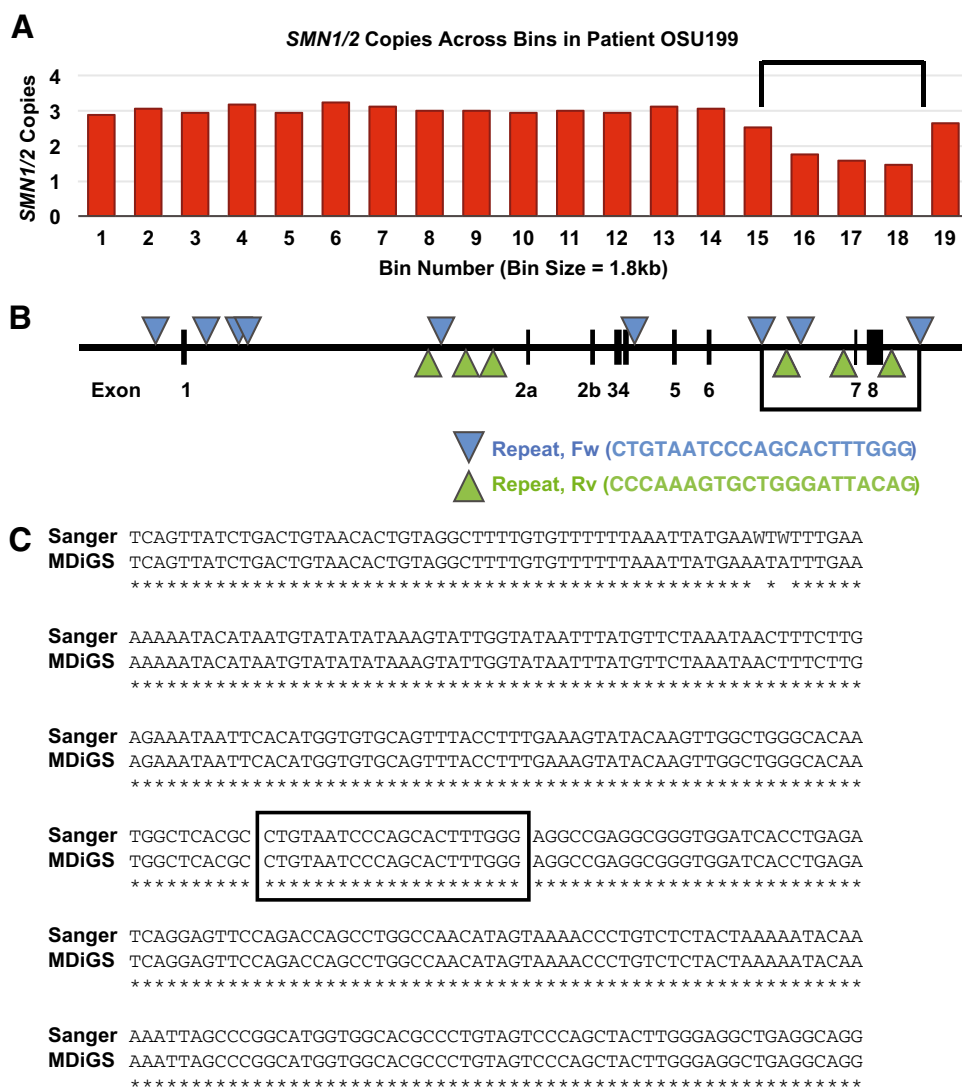 A
SMN1/2 Copies Across Bins in Patient OSU199
SMN1/2 Copies
4
3
2
1
0
1 2 3 4 5 6 7 8 9 10 11 12 13 14 15 16 17 18 19
Bin Number (Bin Size = 1.8kb)
B
Exon 1 2a 2b 3 4 5 6 7 8
Repeat, Fw (CTGTAATCCCAGCACTTTGGG)
Repeat, Rv (CCCAAAGTGCTGGGATTACAG)
C
Sanger TCAGTTATCTGACTGTAACACTGTAGGCTTTTGTGTTTTTTAAATTATGAAWTWTTTGAA
MDiGS TCAGTTATCTGACTGTAACACTGTAGGCTTTTGTGTTTTTTAAATTATGAAATATTTGAA
*************************************************** * ******
Sanger AAAAATACATAATGTATATATAAAGTATTGGTATAATTTATGTTCTAAATAACTTTCTTG
MDiGS AAAAATACATAATGTATATATAAAGTATTGGTATAATTTATGTTCTAAATAACTTTCTTG
************************************************************
Sanger AGAAATAATTCACATGGTGTGCAGTTTACCTTTGAAAGTATACAAGTTGGCTGGGCACAA
MDiGS AGAAATAATTCACATGGTGTGCAGTTTACCTTTGAAAGTATACAAGTTGGCTGGGCACAA
************************************************************
Sanger TGGCTCACGC CTGTAATCCCAGCACTTTGGG AGGCCGAGGCGGGTGGATCACCTGAGA
MDiGS TGGCTCACGC CTGTAATCCCAGCACTTTGGG AGGCCGAGGCGGGTGGATCACCTGAGA
********** ********************* ***************************
Sanger TCAGGAGTTCCAGACCAGCCTGGCCAACATAGTAAAACCCTGTCTCTACTAAAAATACAA
MDiGS TCAGGAGTTCCAGACCAGCCTGGCCAACATAGTAAAACCCTGTCTCTACTAAAAATACAA
************************************************************
Sanger AAATTAGCCCGGCATGGTGGCACGCCCTGTAGTCCCAGCTACTTGGGAGGCTGAGGCAGG
MDiGS AAATTAGCCCGGCATGGTGGCACGCCCTGTAGTCCCAGCTACTTGGGAGGCTGAGGCAGG
************************************************************